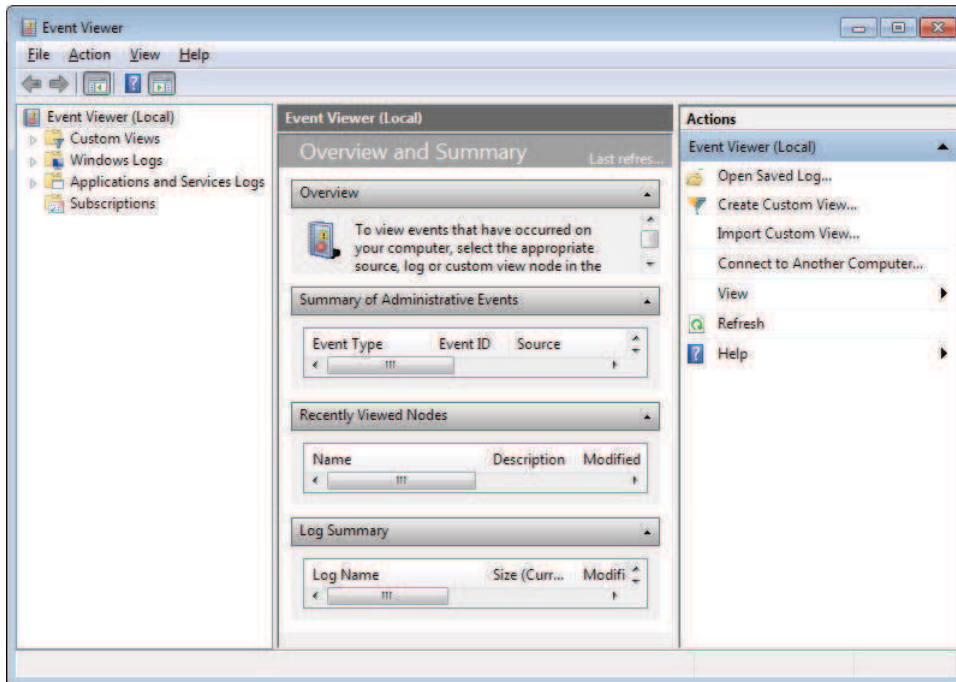 Event Viewer
File Action View Help
Event Viewer (Local)
Custom Views
Windows Logs
Applications and Services Logs
Subscriptions
Event Viewer (Local)
Overview and Summary Last refres...
Overview
To view events that have occurred on
your computer, select the appropriate
source, log or custom view node in the
Summary of Administrative Events
Event Type Event ID Source
Recently Viewed Nodes
Name Description Modified
Log Summary
Log Name Size (Curr... Modifi
Actions
Event Viewer (Local)
Open Saved Log...
Create Custom View...
Import Custom View...
Connect to Another Computer...
View
Refresh
Help